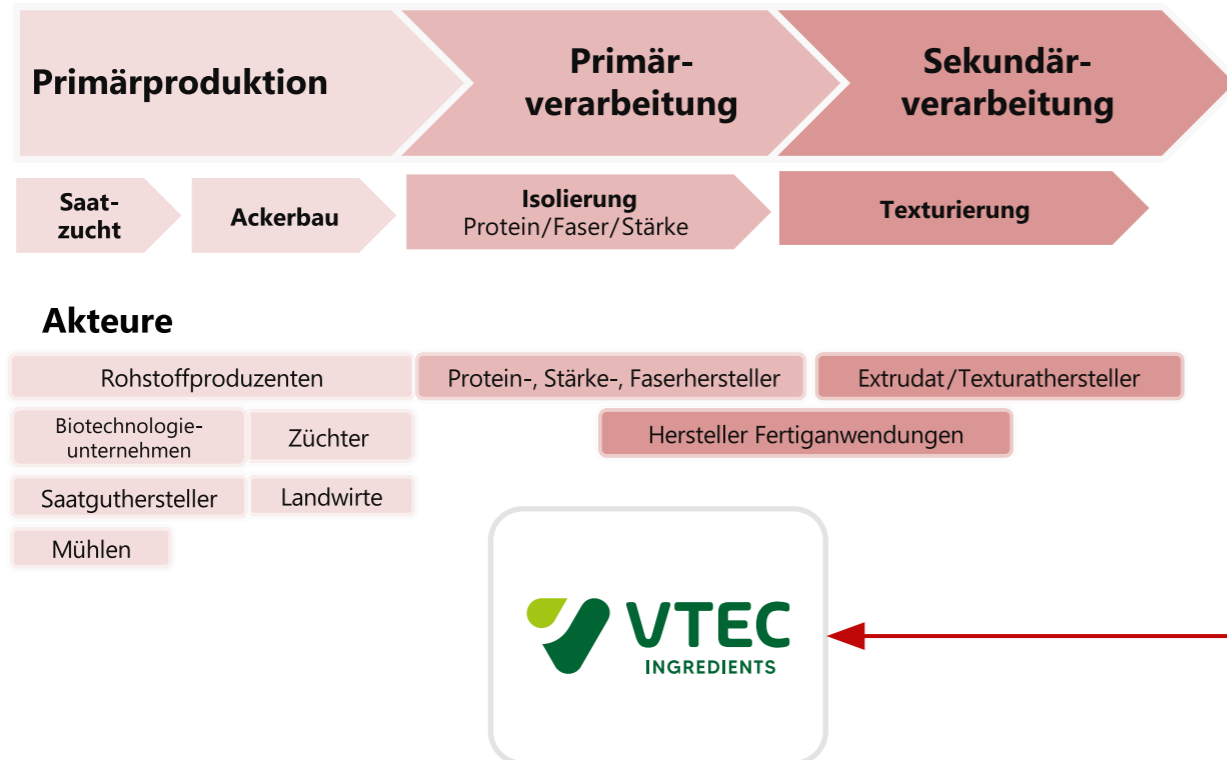 Primärproduktion
Primär-
verarbeitung
Sekundär-
verarbeitung
Saat-
zucht
Ackerbau
Isolierung
Protein/Faser/Stärke
Texturierung
Akteure
Rohstoffproduzenten
Protein-, Stärke-, Faserhersteller
Extrudat/Texturathersteller
Biotechnologie-
unternehmen
Züchter
Hersteller Fertiganwendungen
Saatguthersteller
Landwirte
Mühlen
VTEC
INGREDIENTS